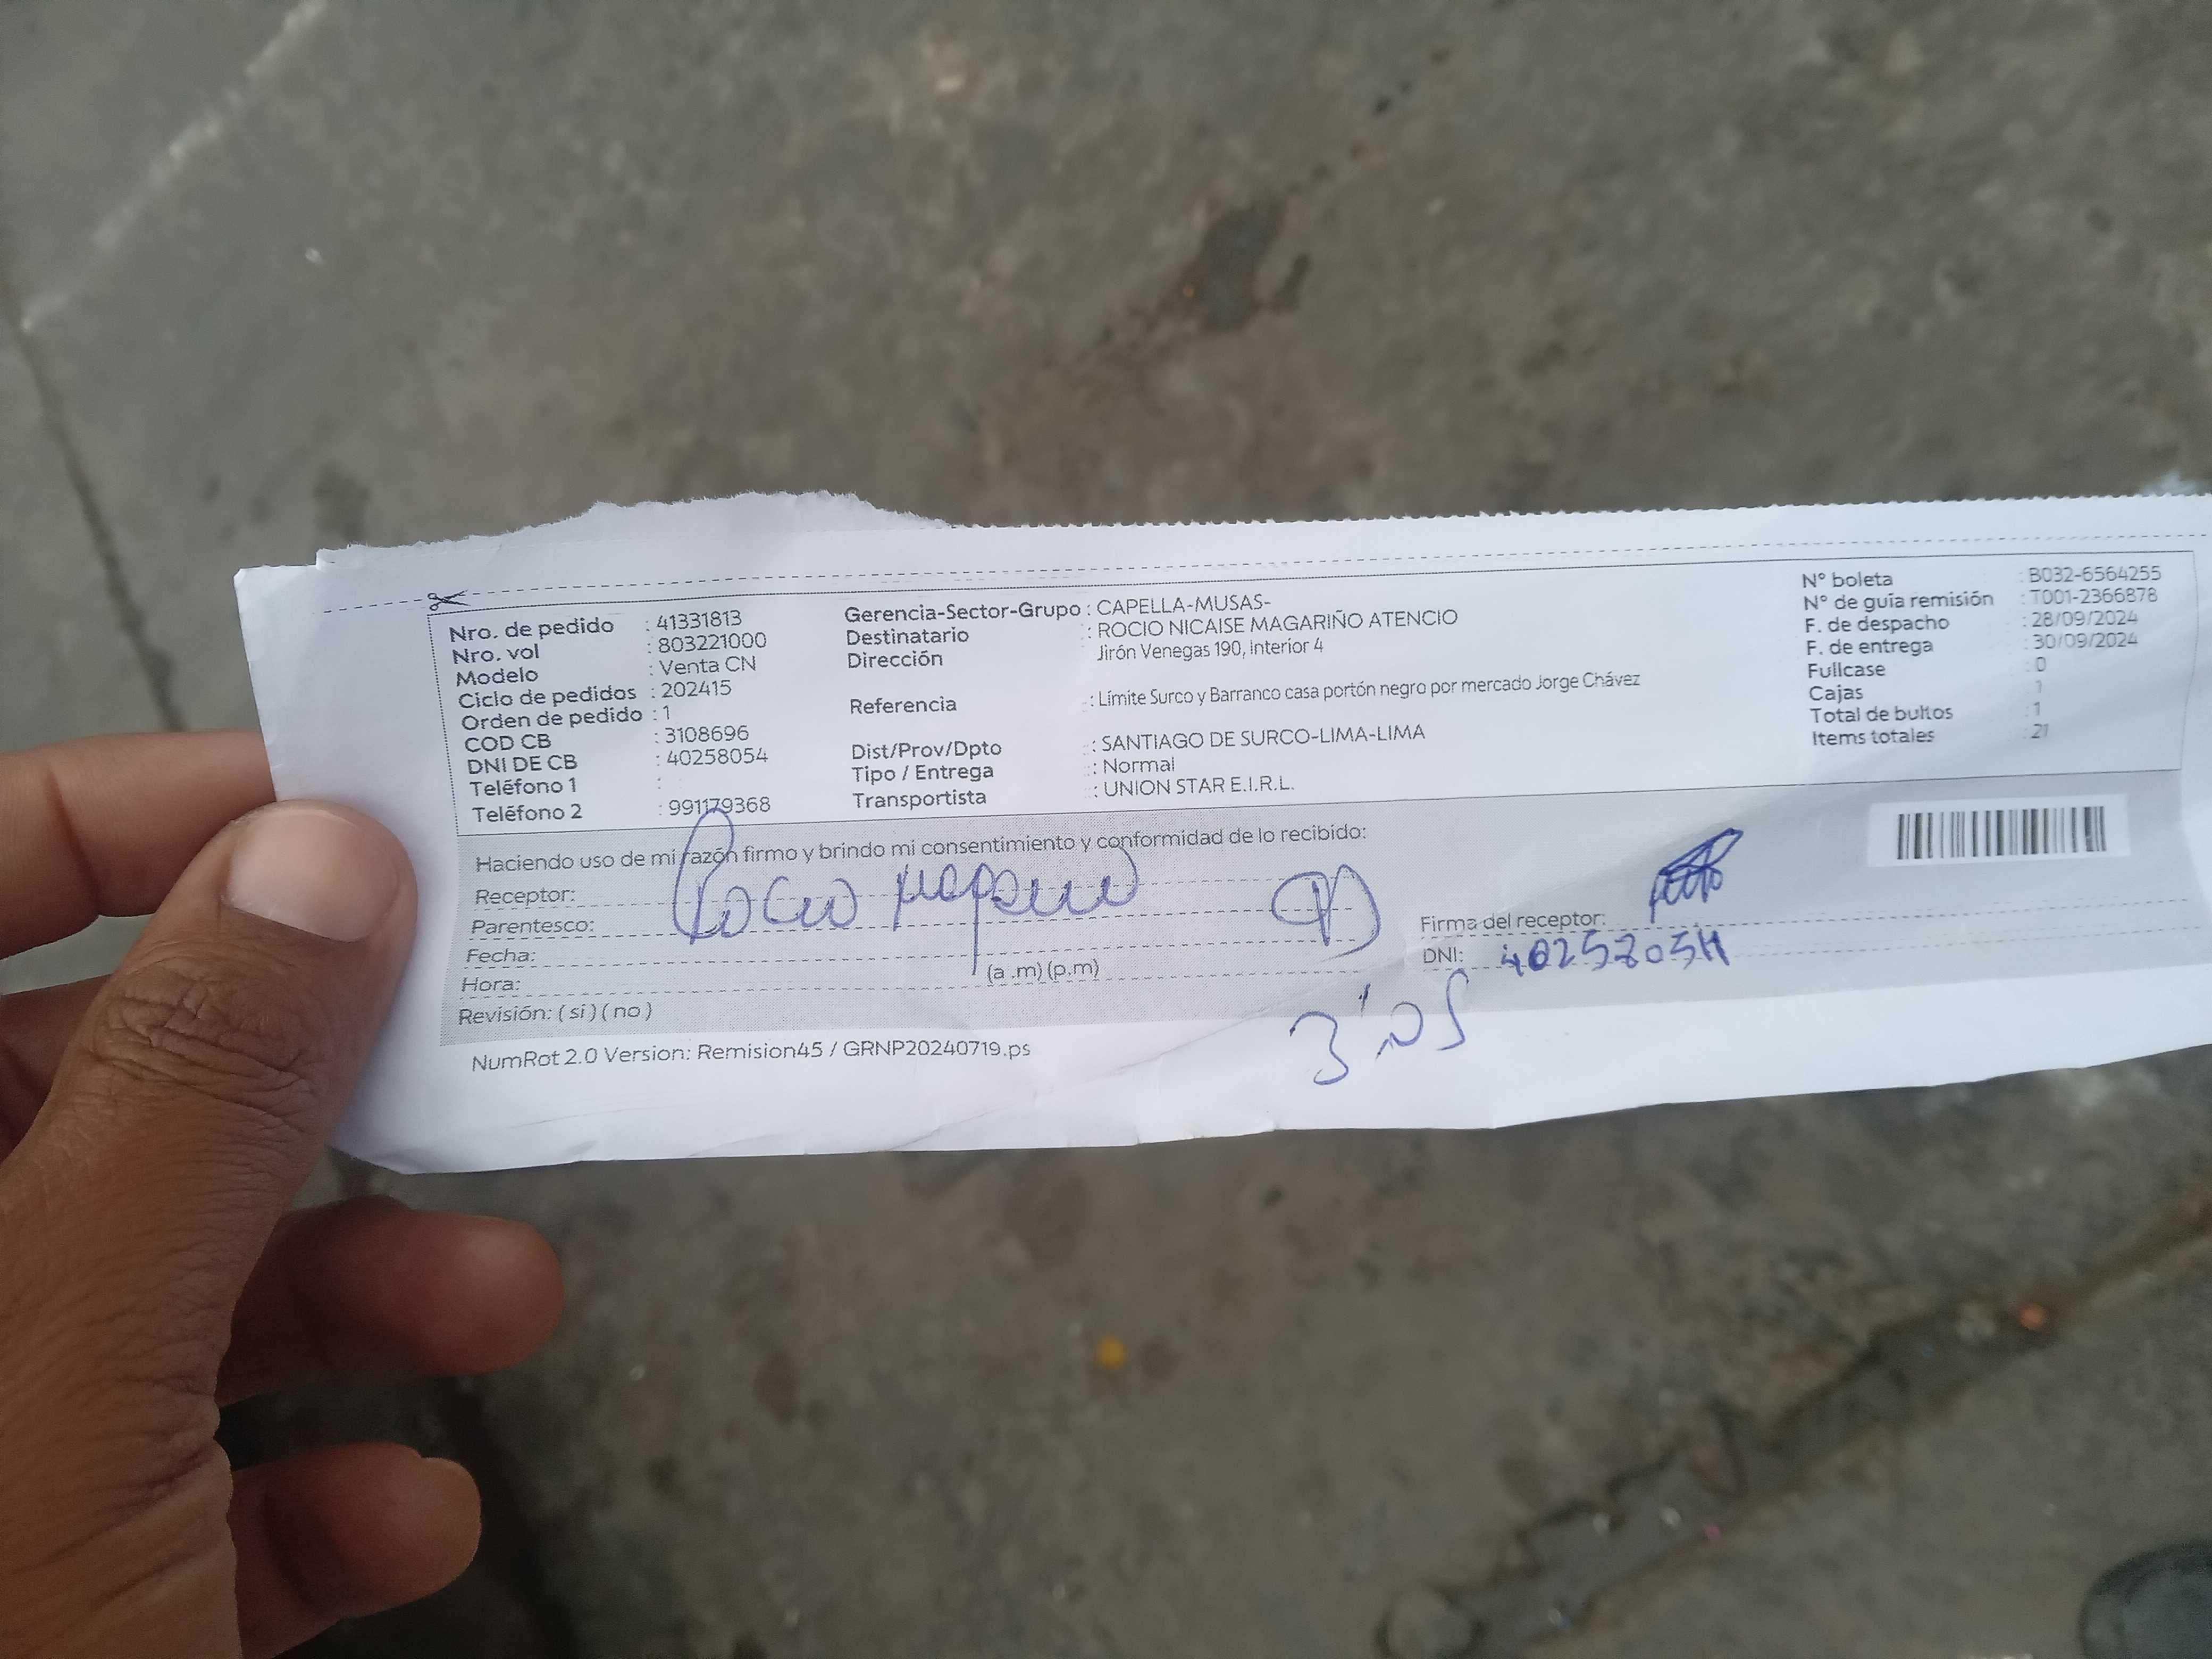 Nro. de pedido : 41331813
Nro. vol : 803221000
Modelo : Venta CN
Ciclo de pedidos : 202415
Orden de pedido : 1
COD CB : 3108696
DNI DE CB : 40258054
Teléfono 1 :
Teléfono 2 : 991179368
Gerencia-Sector-Grupo : CAPELLA-MUSAS-
Destinatario : ROCIO NICAISE MAGARIÑO ATENCIO
Dirección Jirón Venegas 190, interior 4
Referencia : Límite Surco y Barranco casa portón negro por mercado Jorge Chávez
Dist/Prov/Dpto : SANTIAGO DE SURCO-LIMA-LIMA
Tipo / Entrega : Normal
Transportista : UNION STAR E.I.R.L.
N° boleta : B032-6564255
N° de guía remisión : T001-2366878
F. de despacho : 28/09/2024
F. de entrega : 30/09/2024
Fullcase : 0
Cajas 1
Total de bultos : 1
Items totales 21
Haciendo uso de mi razón firmo y brindo mi consentimiento y conformidad de lo recibido:
Receptor: Rocio
Parentesco:
Fecha:
Hora: (a .m) (p.m)
Revisión: ( si ) ( no )
Firma del receptor:
DNI: 40258054
NumRot 2.0 Version: Remision45 / GRNP20240719.ps